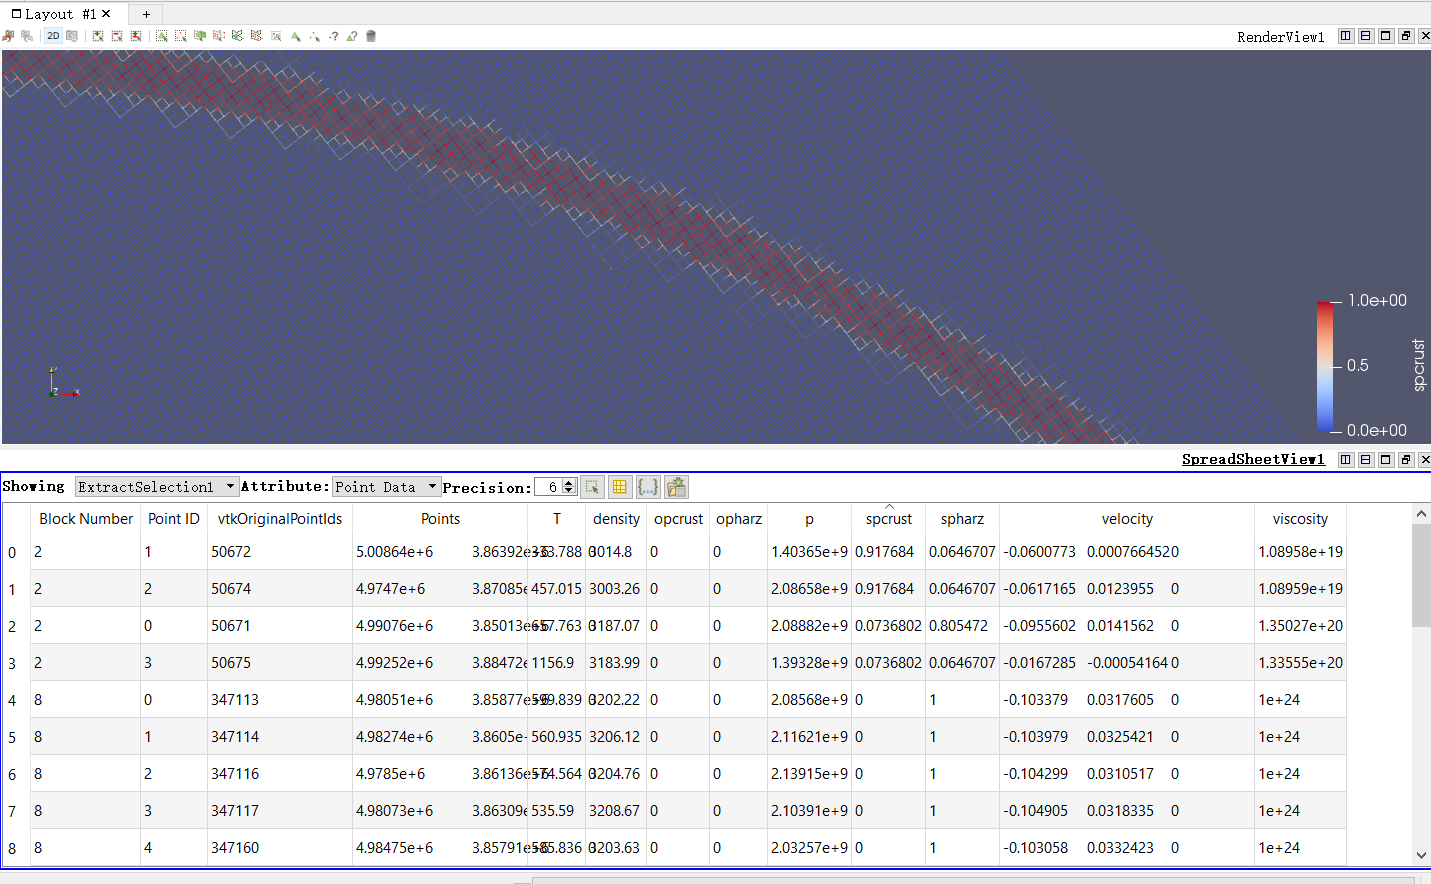 Layout #1 × +
2D
RenderView1
1.0e+00
0.5
0.0e+00
spcrust
Y
Z X
SpreadSheetView1
Showing ExtractSelection1 Attribute: Point Data Precision: 6 {...}
Block Number Point ID vtkOriginalPointIds Points T density opcrust opharz p spcrust spharz velocity viscosity
0 2 1 50672 5.00864e+6 3.86392e+6 333.788 3014.8 0 0 1.40365e+9 0.917684 0.0646707 -0.0600773 0.000766452 0 1.08958e+19
1 2 2 50674 4.9747e+6 3.87085e 457.015 3003.26 0 0 2.08658e+9 0.917684 0.0646707 -0.0617165 0.0123955 0 1.08959e+19
2 2 0 50671 4.99076e+6 3.85013e+6 657.763 3187.07 0 0 2.08882e+9 0.0736802 0.805472 -0.0955602 0.0141562 0 1.35027e+20
3 2 3 50675 4.99252e+6 3.88472e 1156.9 3183.99 0 0 1.39328e+9 0.0736802 0.0646707 -0.0167285 -0.00054164 0 1.33555e+20
4 8 0 347113 4.98051e+6 3.85877e+6 599.839 3202.22 0 0 2.08568e+9 0 1 -0.103379 0.0317605 0 1e+24
5 8 1 347114 4.98274e+6 3.8605e- 560.935 3206.12 0 0 2.11621e+9 0 1 -0.103979 0.0325421 0 1e+24
6 8 2 347116 4.9785e+6 3.86136e+6 574.564 3204.76 0 0 2.13915e+9 0 1 -0.104299 0.0310517 0 1e+24
7 8 3 347117 4.98073e+6 3.86309e 535.59 3208.67 0 0 2.10391e+9 0 1 -0.104905 0.0318335 0 1e+24
8 8 4 347160 4.98475e+6 3.85791e+6 585.836 3203.63 0 0 2.03257e+9 0 1 -0.103058 0.0332423 0 1e+24